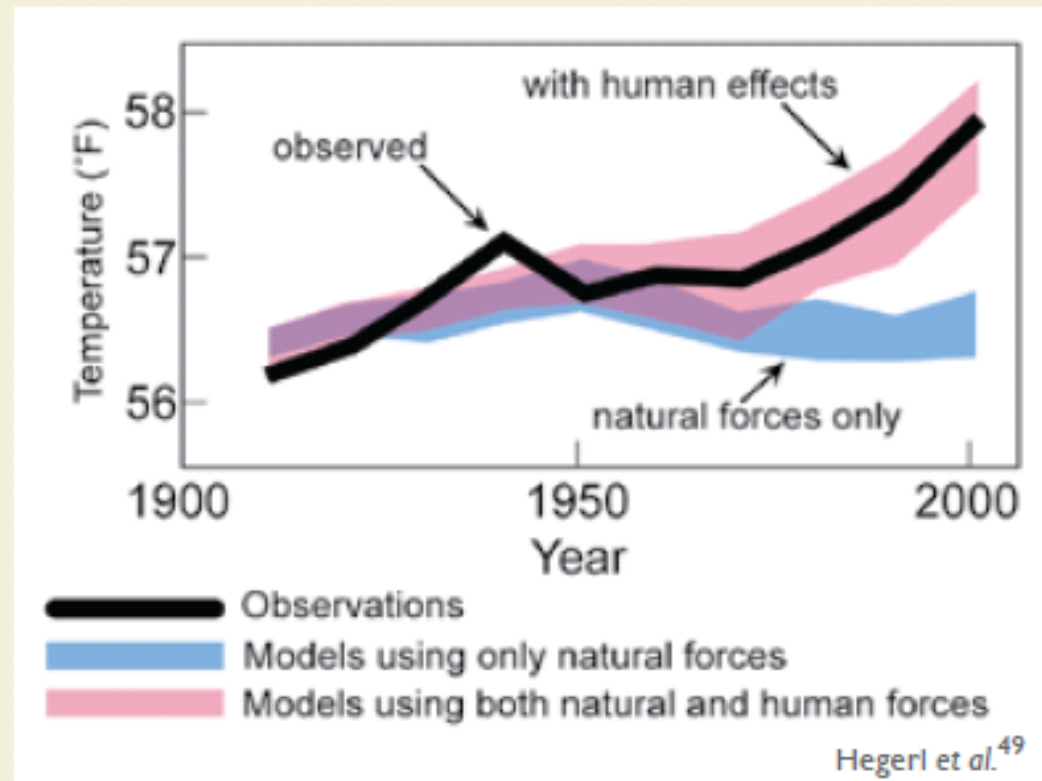 with human effects
58
observed
Temperature (°F)
57
56
natural forces only
1900 1950 2000
Year
Observations
Models using only natural forces
Models using both natural and human forces
Hegerl et al.49